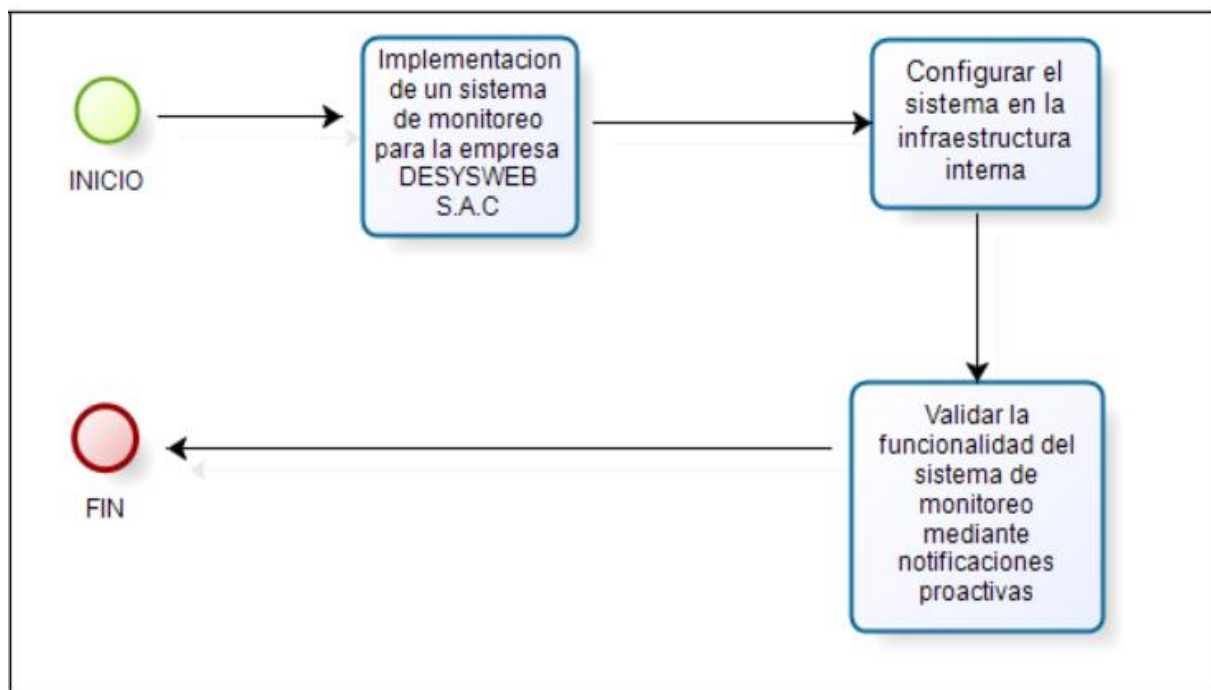 INICIO
Implementacion
de un sistema
de monitoreo
para la empresa
DESYSWEB
S.A.C
Configurar el
sistema en la
infraestructura
interna
Validar la
funcionalidad del
sistema de
monitoreo
mediante
notificaciones
proactivas
FIN